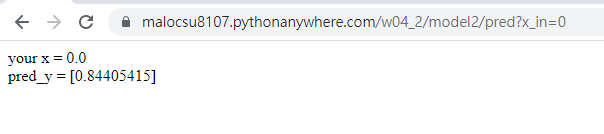 malocsu8107.pythonanywhere.com/w04_2/model2/pred?x_in=0
your x = 0.0
pred_y = [0.84405415]